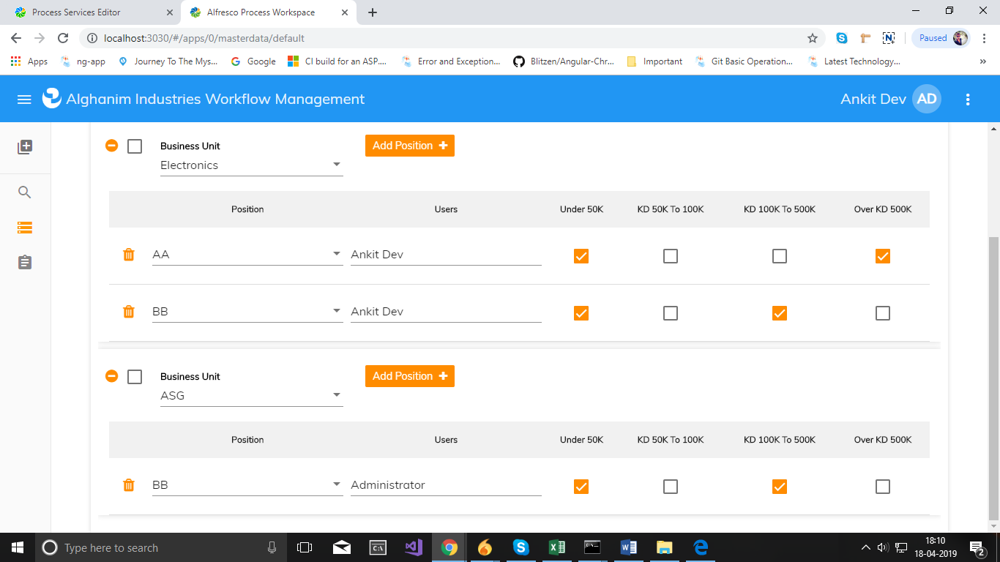 Process Services Editor
Alfresco Process Workspace
localhost:3030/#/apps/0/masterdata/default
Paused
Apps
ng-app
Journey To The Mys...
Google
CI build for an ASP....
Error and Exception...
Blitzen/Angular-Chr...
Important
Git Basic Operation...
Latest Technology...
»
Alghanim Industries Workflow Management
Ankit Dev AD
Business Unit
Add Position +
Electronics
Position Users Under 50K KD 50K To 100K KD 100K To 500K Over KD 500K
AA Ankit Dev
BB Ankit Dev
Business Unit
Add Position +
ASG
Position Users Under 50K KD 50K To 100K KD 100K To 500K Over KD 500K
BB Administrator
Type here to search
18:10
18-04-2019
2